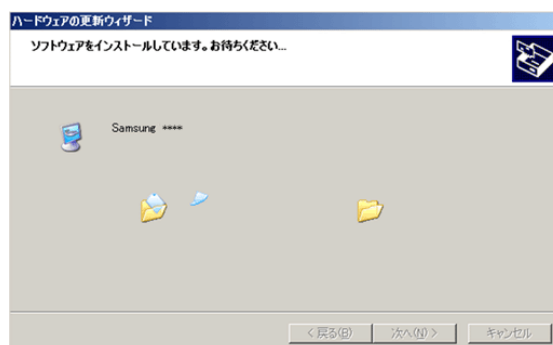 ハードウェアの更新ウィザード
ソフトウェアをインストールしています。お待ちください...
Samsung ****
< 戻る(B)
次へ(N) >
キャンセル